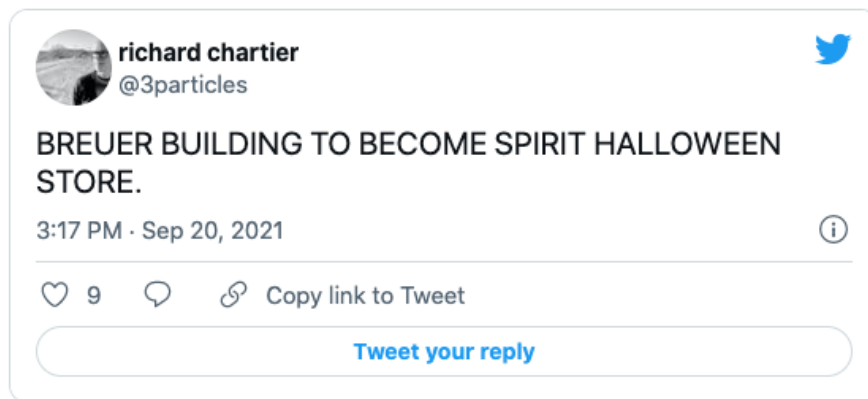 richard chartier
@3particles
BREUER BUILDING TO BECOME SPIRIT HALLOWEEN
STORE.
3:17 PM · Sep 20, 2021
9 Copy link to Tweet
Tweet your reply